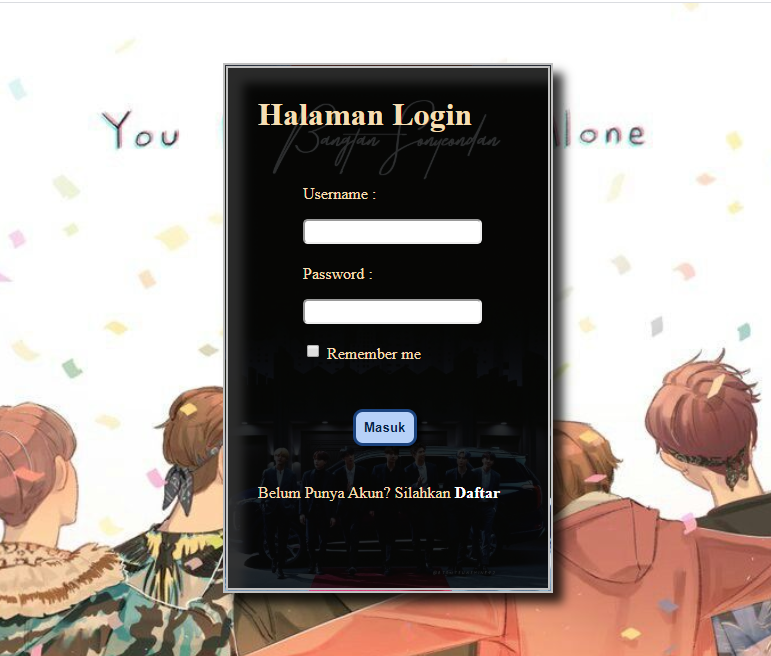 Halaman Login
You
alone
Bangtan Sonyeondan
Username :
Password :
Remember me
Masuk
Belum Punya Akun? Silahkan Daftar